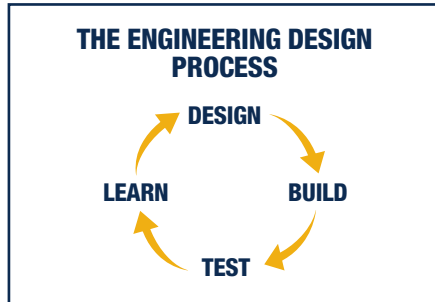 THE ENGINEERING DESIGN
PROCESS
DESIGN
BUILD
TEST
LEARN